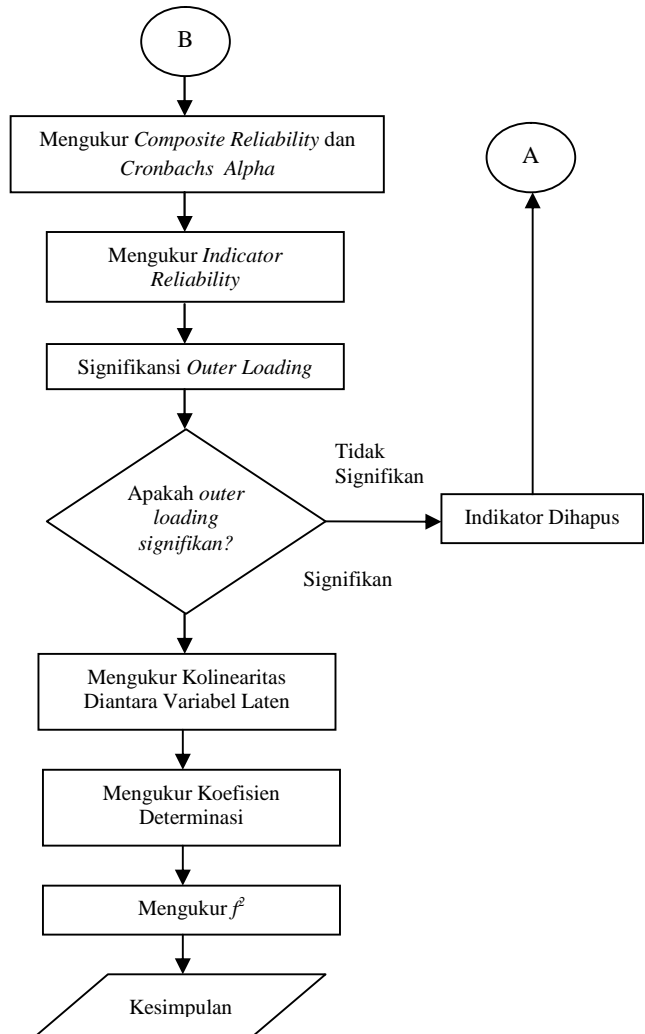 B
Mengukur Composite Reliability dan
Cronbachs Alpha
A
Mengukur Indicator
Reliability
Signifikansi Outer Loading
Tidak
Signifikan
Apakah outer
loading
signifikan?
Indikator Dihapus
Signifikan
Mengukur Kolinearitas
Diantara Variabel Laten
Mengukur Koefisien
Determinasi
Mengukur f²
Kesimpulan